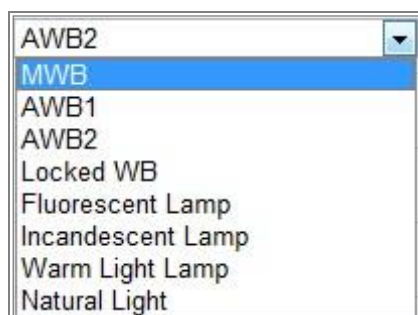 AWB2
MWB
AWB1
AWB2
Locked WB
Fluorescent Lamp
Incandescent Lamp
Warm Light Lamp
Natural Light